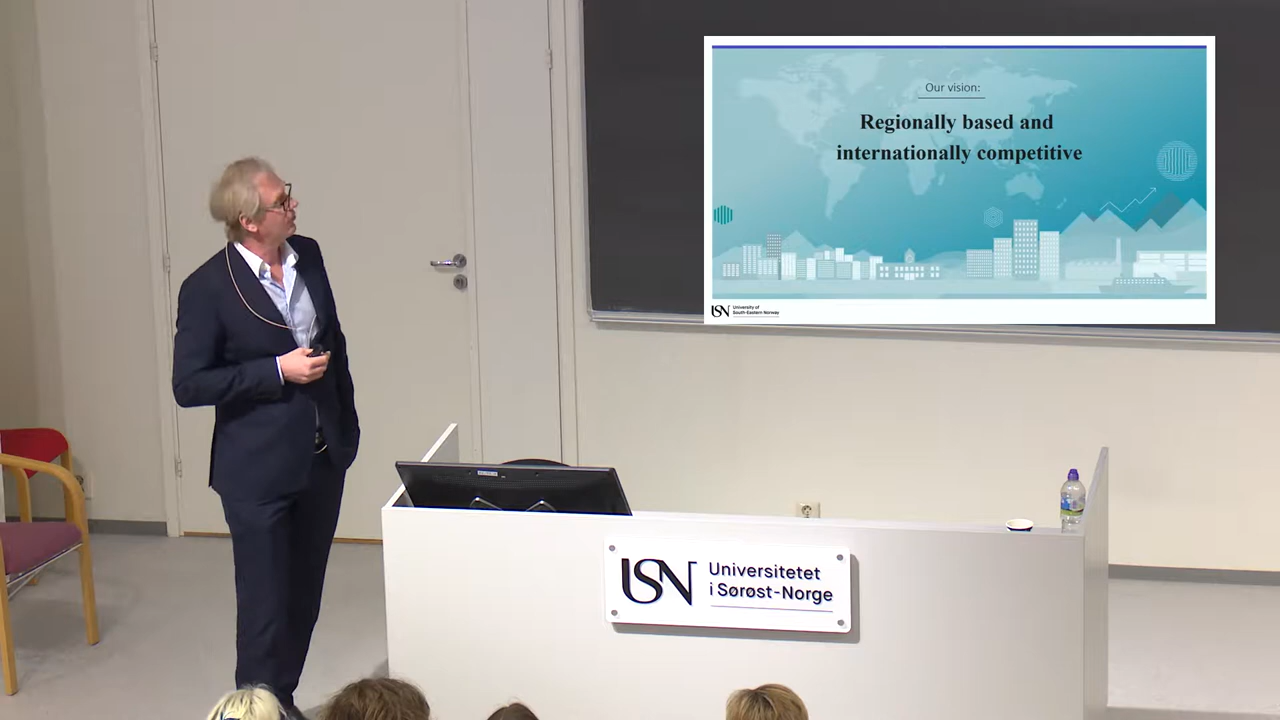 Our vision:
Regionally based and
internationally competitive
USN University of
South-Eastern Norway
USN Universitetet
i Sørøst-Norge